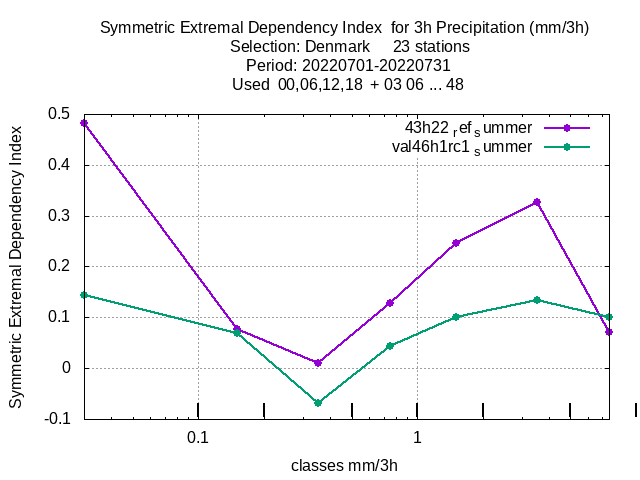 Symmetric Extremal Dependency Index  for 3h Precipitation (mm/3h)
Selection: Denmark     23 stations
Period: 20220701-20220731
Used  00,06,12,18  + 03 06 ... 48
43h22 ref summer
val46h1rc1 summer
Symmetric Extremal Dependency Index
0.5
0.4
0.3
0.2
0.1
0
-0.1
0.1
1
classes mm/3h